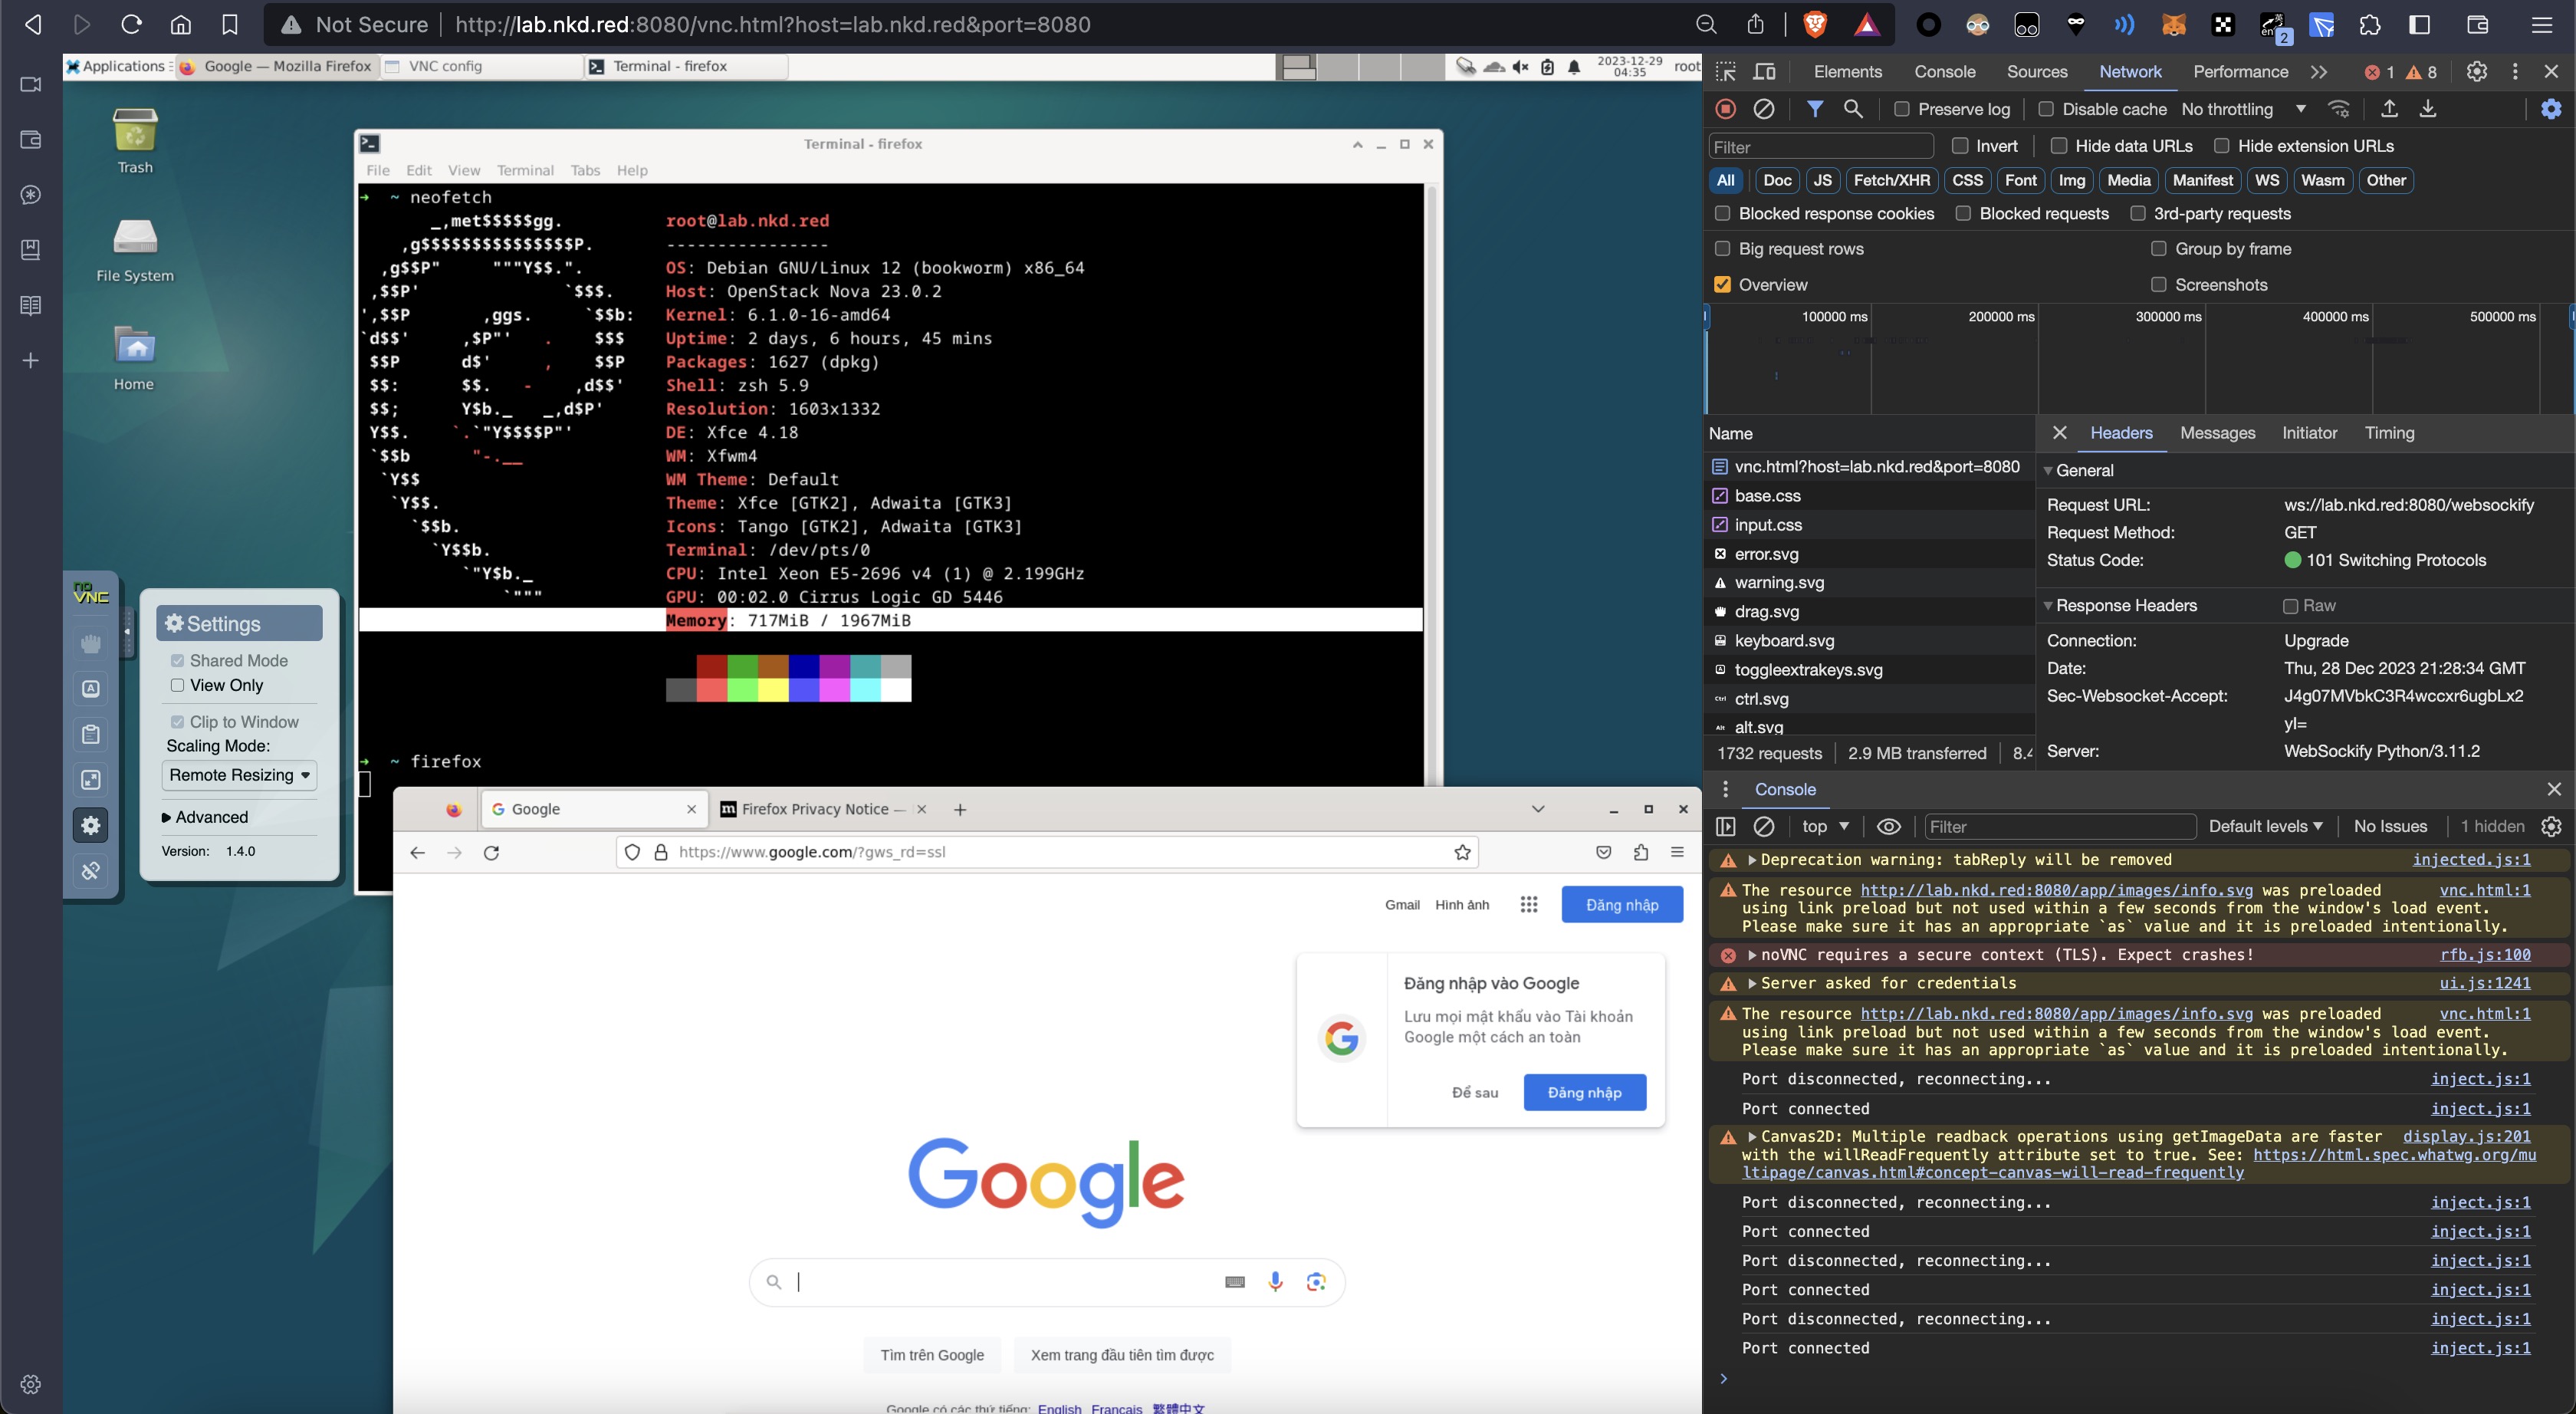 Not Secure http://lab.nkd.red:8080/vnc.html?host=lab.nkd.red&port=8080
2
Applications
Google — Mozilla Firefox
VNC config
Terminal - firefox
2023-12-29
04:35
root
Trash
File System
Home
Terminal - firefox
File Edit View Terminal Tabs Help
→ ~ neofetch
_,met$$$$$gg. root@lab.nkd.red
,g$$$$$$$$$$$$$$$P. ----------------
,g$$P" """Y$$.". OS: Debian GNU/Linux 12 (bookworm) x86_64
,$$P' `$$$. Host: OpenStack Nova 23.0.2
',$$P ,ggs. `$$b: Kernel: 6.1.0-16-amd64
`d$$' ,$P"' . $$$ Uptime: 2 days, 6 hours, 45 mins
$$P d$' , $$P Packages: 1627 (dpkg)
$$: $$. - ,d$$' Shell: zsh 5.9
$$; Y$b._ _,d$P' Resolution: 1603x1332
Y$$. `.`"Y$$$$P"' DE: Xfce 4.18
`$$b "-.__ WM: Xfwm4
`Y$$ WM Theme: Default
`Y$$. Theme: Xfce [GTK2], Adwaita [GTK3]
`$$b. Icons: Tango [GTK2], Adwaita [GTK3]
`Y$$b. Terminal: /dev/pts/0
`"Y$b._ CPU: Intel Xeon E5-2696 v4 (1) @ 2.199GHz
`""" GPU: 00:02.0 Cirrus Logic GD 5446
Memory: 717MiB / 1967MiB
→ ~ firefox
no
VNC
A
Settings
Shared Mode
View Only
Clip to Window
Scaling Mode:
Remote Resizing
Advanced
Version: 1.4.0
Google
Firefox Privacy Notice —
https://www.google.com/?gws_rd=ssl
Gmail Hình ảnh Đăng nhập
Đăng nhập vào Google
Lưu mọi mật khẩu vào Tài khoản
Google một cách an toàn
Để sau Đăng nhập
Google
Tìm trên Google Xem trang đầu tiên tìm được
Google có các thứ tiếng: English Français 繁體中文
Elements Console Sources Network Performance 1 8
Preserve log Disable cache No throttling
Filter Invert Hide data URLs Hide extension URLs
All Doc JS Fetch/XHR CSS Font Img Media Manifest WS Wasm Other
Blocked response cookies Blocked requests 3rd-party requests
Big request rows Group by frame
Overview Screenshots
100000 ms 200000 ms 300000 ms 400000 ms 500000 ms
Name
vnc.html?host=lab.nkd.red&port=8080
base.css
input.css
error.svg
warning.svg
drag.svg
keyboard.svg
toggleextrakeys.svg
ctrl.svg
alt.svg
1732 requests 2.9 MB transferred 8.4
Headers Messages Initiator Timing
General
Request URL: ws://lab.nkd.red:8080/websockify
Request Method: GET
Status Code: 101 Switching Protocols
Response Headers Raw
Connection: Upgrade
Date: Thu, 28 Dec 2023 21:28:34 GMT
Sec-Websocket-Accept: J4g07MVbkC3R4wccxr6ugbLx2
yI=
Server: WebSockify Python/3.11.2
Console
top Filter Default levels No Issues 1 hidden
Deprecation warning: tabReply will be removed injected.js:1
The resource http://lab.nkd.red:8080/app/images/info.svg was preloaded vnc.html:1
using link preload but not used within a few seconds from the window's load event.
Please make sure it has an appropriate `as` value and it is preloaded intentionally.
noVNC requires a secure context (TLS). Expect crashes! rfb.js:100
Server asked for credentials ui.js:1241
The resource http://lab.nkd.red:8080/app/images/info.svg was preloaded vnc.html:1
using link preload but not used within a few seconds from the window's load event.
Please make sure it has an appropriate `as` value and it is preloaded intentionally.
Port disconnected, reconnecting... inject.js:1
Port connected inject.js:1
Canvas2D: Multiple readback operations using getImageData are faster display.js:201
with the willReadFrequently attribute set to true. See: https://html.spec.whatwg.org/mu
ltipage/canvas.html#concept-canvas-will-read-frequently
Port disconnected, reconnecting... inject.js:1
Port connected inject.js:1
Port disconnected, reconnecting... inject.js:1
Port connected inject.js:1
Port disconnected, reconnecting... inject.js:1
Port connected inject.js:1